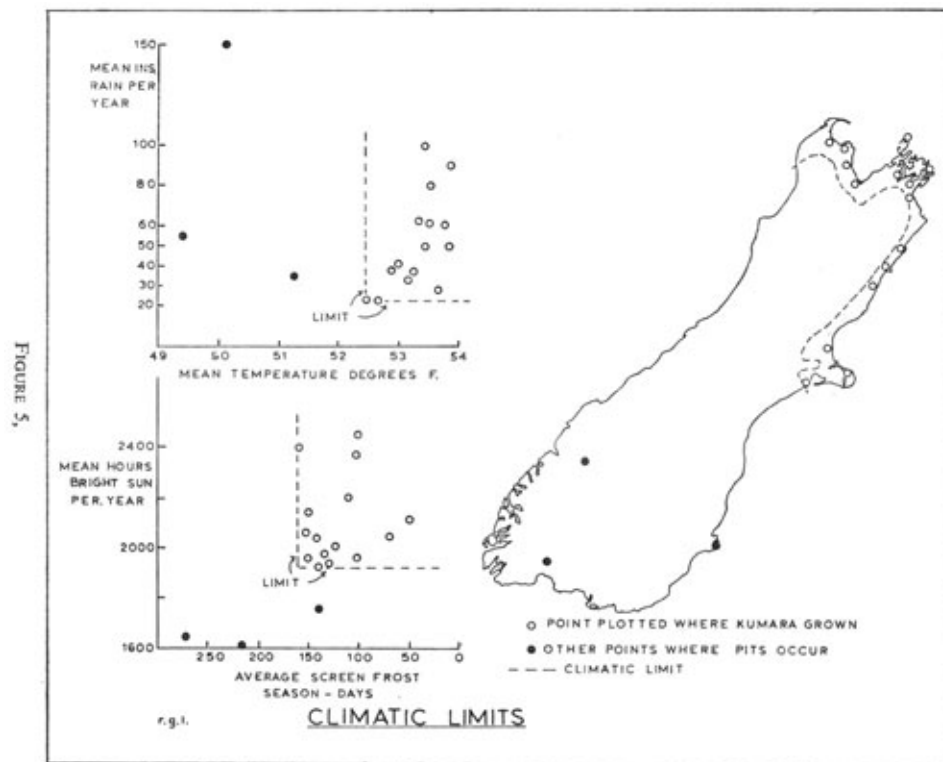 FIGURE 5,
150
MEAN INS.
RAIN PER
YEAR
100
80
60
50
40
30
20
LIMIT
49 50 51 52 53 54
MEAN TEMPERATURE DEGREES F.
2400
MEAN HOURS
BRIGHT SUN
PER. YEAR
2000
LIMIT
1600
250 200 150 100 50 0
AVERAGE SCREEN FROST
SEASON - DAYS
r.g.l.
CLIMATIC LIMITS
POINT PLOTTED WHERE KUMARA GROWN
OTHER POINTS WHERE PITS OCCUR
CLIMATIC LIMIT